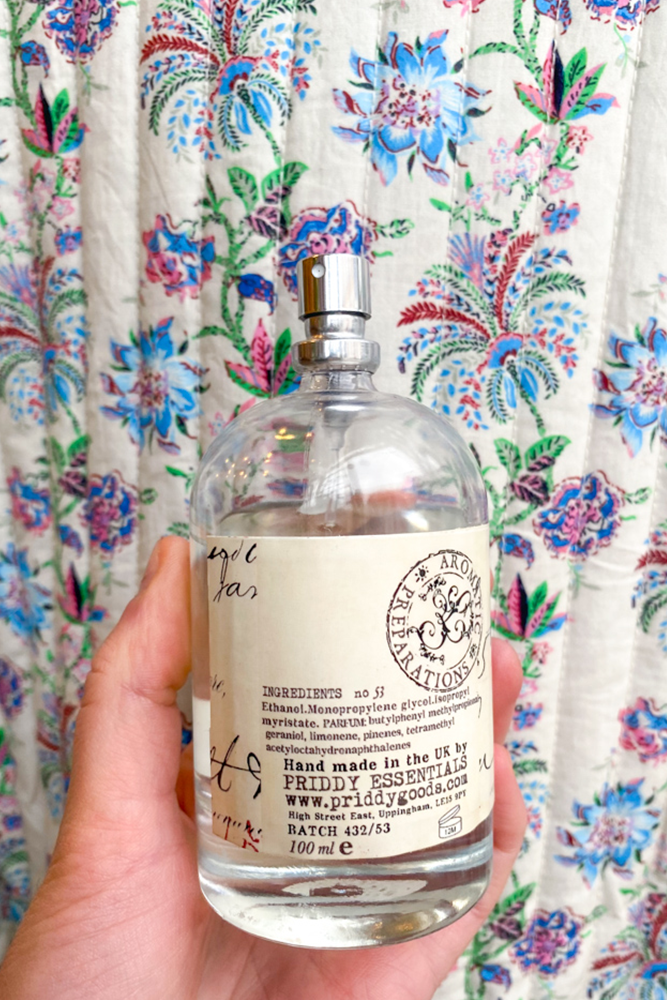 AROMATIC
PREPARATIONS
INGREDIENTS no 53
Ethanol.Monopropylene glycol.isopropyl
myristate. PARFUM: butylphenyl methylpropional,
geraniol, limonene, pinenes, tetramethyl
acetyloctahydronaphthalenes
Hand made in the UK by
PRIDDY ESSENTIALS
www.priddygoods.com
High Street East, Uppingham, LE15 9PY
BATCH 432/53
12M
100 ml e